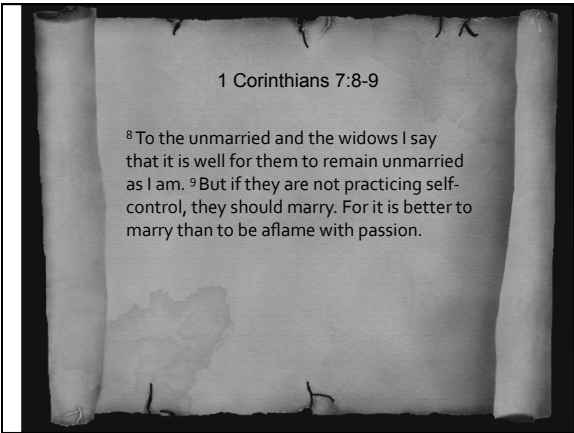 1 Corinthians 7:8-9
8 To the unmarried and the widows I say
that it is well for them to remain unmarried
as I am. 9 But if they are not practicing self-
control, they should marry. For it is better to
marry than to be aflame with passion.